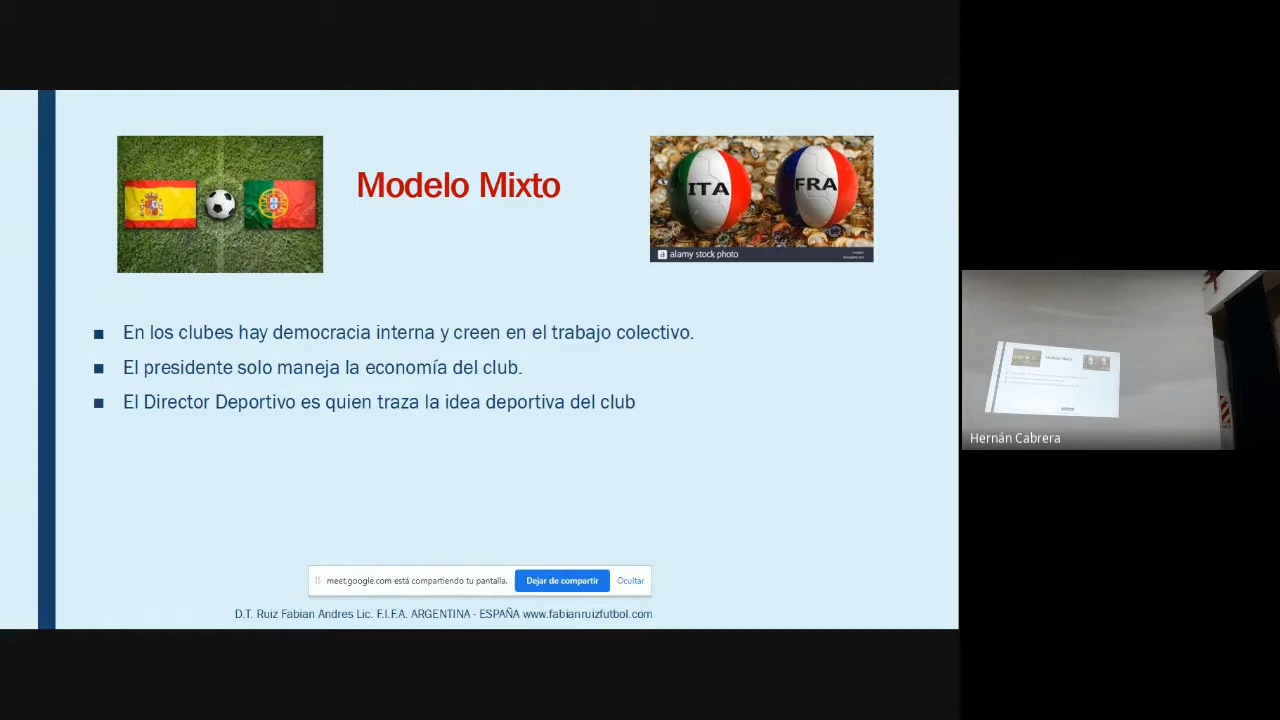 Modelo Mixto
ITA
FRA
a alamy stock photo
■ En los clubes hay democracia interna y creen en el trabajo colectivo.
■ El presidente solo maneja la economía del club.
■ El Director Deportivo es quien traza la idea deportiva del club
meet.google.com está compartiendo tu pantalla.
Dejar de compartir
Ocultar
D.T. Ruiz Fabian Andres Lic. F.I.F.A. ARGENTINA - ESPAÑA www.fabianruizfutbol.com
Modelo Mixto
Hernán Cabrera